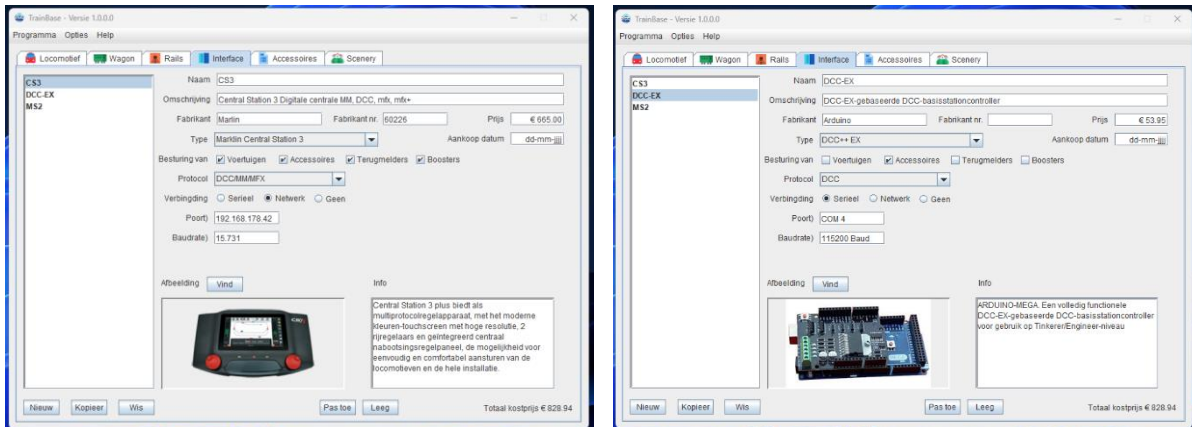 TrainBase - Versie 1.0.0.0
Programma Opties Help
Locomotief Wagon Rails Interface Accessoires Scenery
CS3
DCC-EX
MS2
Naam CS3
Omschrijving Central Station 3 Digitale centrale MM, DCC, mfx, mfx+
Fabrikant Martin Fabrikant nr. 60226 Prijs € 665.00
Type Marklin Central Station 3 Aankoop datum dd-mm-jjjj
Besturing van Voertuigen Accessoires Terugmelders Boosters
Protocol DCC/MM/MFX
Verbingding Serieel Netwerk Geen
Poort) 192.168.178.42
Baudrate) 15.731
Afbeelding Vind Info
Central Station 3 plus biedt als
multiprotocolregelapparaat, met het moderne
kleuren-touchscreen met hoge resolutie, 2
rijregelaars en geïntegreerd centraal
nabootsingsregelpaneel, de mogelijkheid voor
eenvoudig en comfortabel aansturen van de
locomotieven en de hele installatie.
Nieuw Kopieer Wis Pas toe Leeg Totaal kostprijs € 828.94
TrainBase - Versie 1.0.0.0
Programma Opties Help
Locomotief Wagon Rails Interface Accessoires Scenery
CS3
DCC-EX
MS2
Naam DCC-EX
Omschrijving DCC-EX-gebaseerde DCC-basisstationcontroller
Fabrikant Arduino Fabrikant nr. Prijs € 53.95
Type DCC++ EX Aankoop datum dd-mm-jjjj
Besturing van Voertuigen Accessoires Terugmelders Boosters
Protocol DCC
Verbingding Serieel Netwerk Geen
Poort) COM 4
Baudrate) 115200 Baud
Afbeelding Vind Info
ARDUINO-MEGA. Een volledig functionele
DCC-EX-gebaseerde DCC-basisstationcontroller
voor gebruik op Tinkerer/Engineer-niveau
Nieuw Kopieer Wis Pas toe Leeg Totaal kostprijs € 828.94